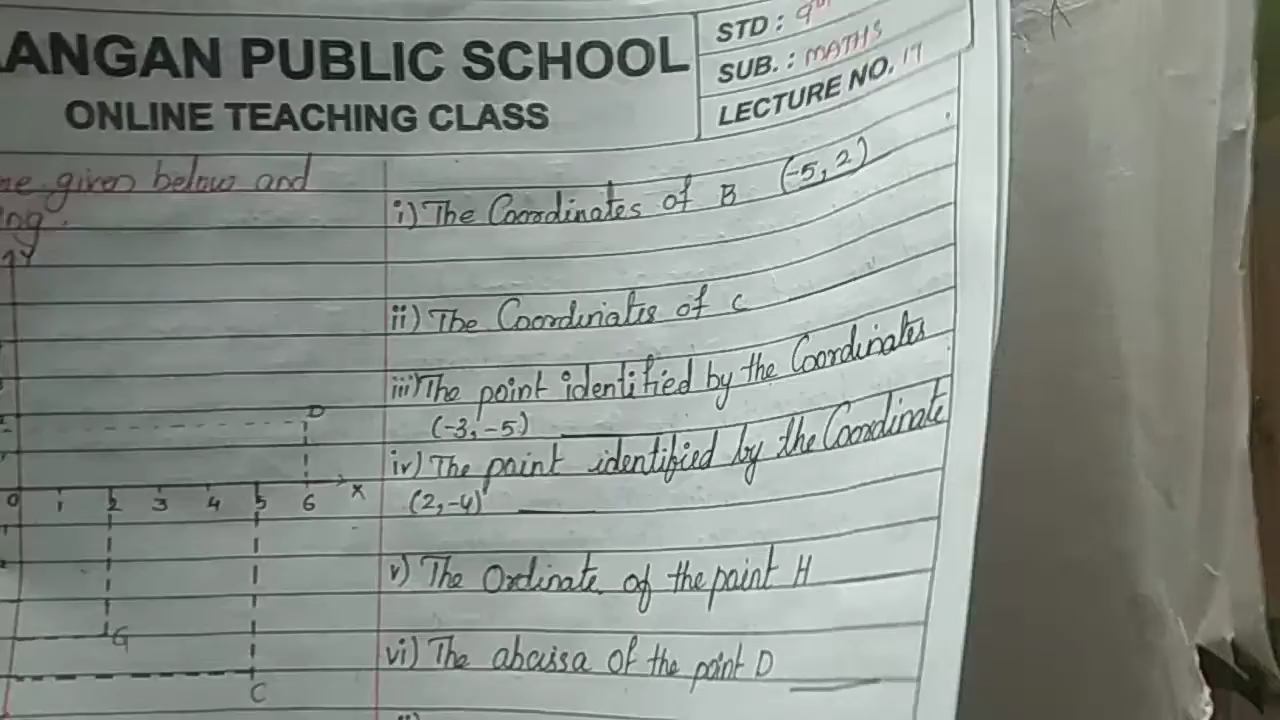 ANGAN PUBLIC SCHOOL
ONLINE TEACHING CLASS
STD : 9th
SUB. : MATHS
LECTURE NO. 17
given below and
i) The Coordinates of B (-5, 2)
ii) The Coordinates of C
iii) The point identified by the Coordinates
(-3, -5)
iv) The point identified by the Coordinate
(2, -4)
v) The Ordinate of the point H
vi) The abcissa of the point D
Y
D
0 1 2 3 4 5 6 X
G
C